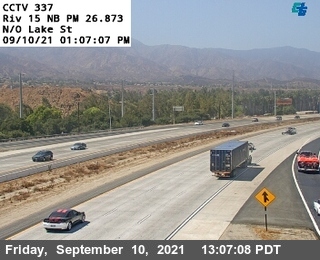 CCTV 337
Riv 15 NB PM 26.873
N/O Lake St
09/10/21 01:07:07 PM
Friday, September 10, 2021 13:07:08 PDT